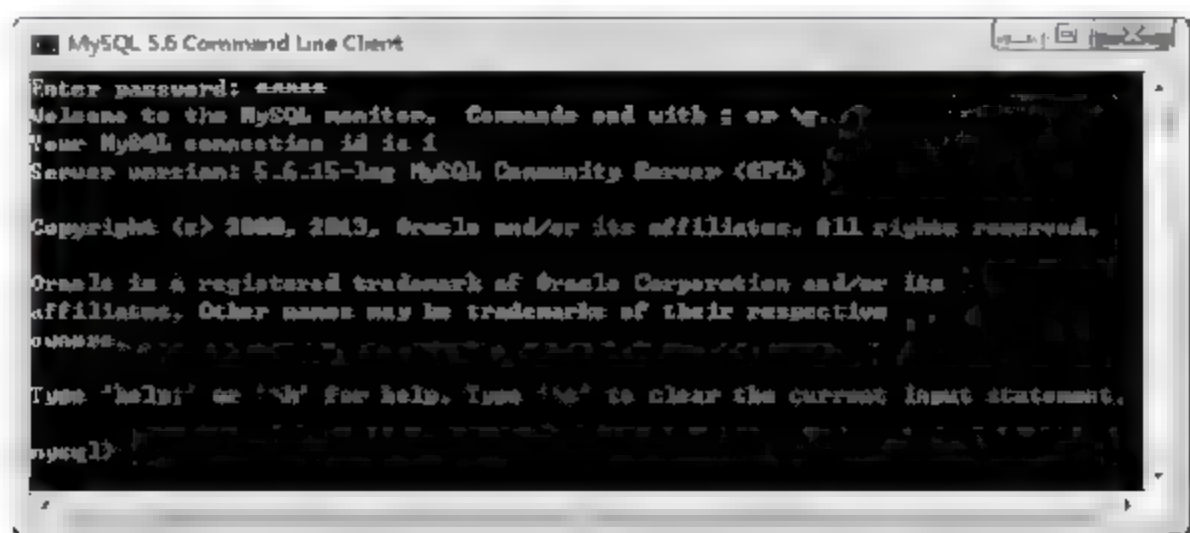 MySQL 5.6 Command Line Client
Enter password: *****
Welcome to the MySQL monitor.  Commands end with ; or \g.
Your MySQL connection id is 1
Server version: 5.6.15-log MySQL Community Server (GPL)
Copyright (c) 2000, 2013, Oracle and/or its affiliates. All rights reserved.
Oracle is a registered trademark of Oracle Corporation and/or its
affiliates. Other names may be trademarks of their respective
owners.
Type 'help;' or '\h' for help. Type '\c' to clear the current input statement.
mysql>